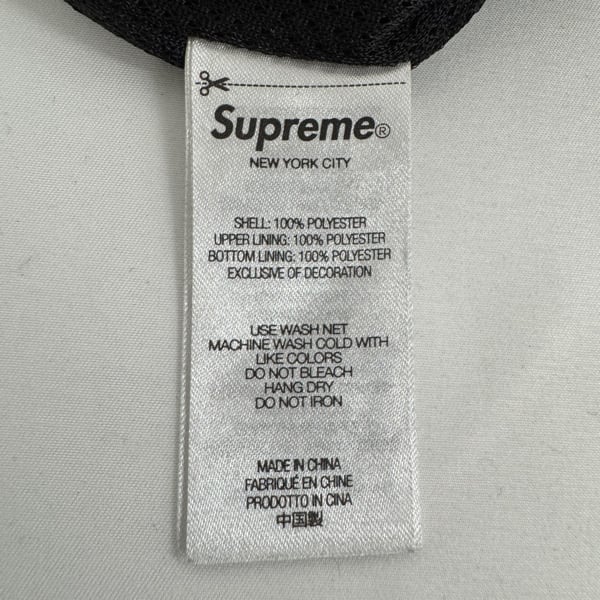 Supreme®
NEW YORK CITY
SHELL: 100% POLYESTER
UPPER LINING: 100% POLYESTER
BOTTOM LINING: 100% POLYESTER
EXCLUSIVE OF DECORATION
USE WASH NET
MACHINE WASH COLD WITH
LIKE COLORS
DO NOT BLEACH
HANG DRY
DO NOT IRON
MADE IN CHINA
FABRIQUÉ EN CHINE
PRODOTTO IN CINA
中国製